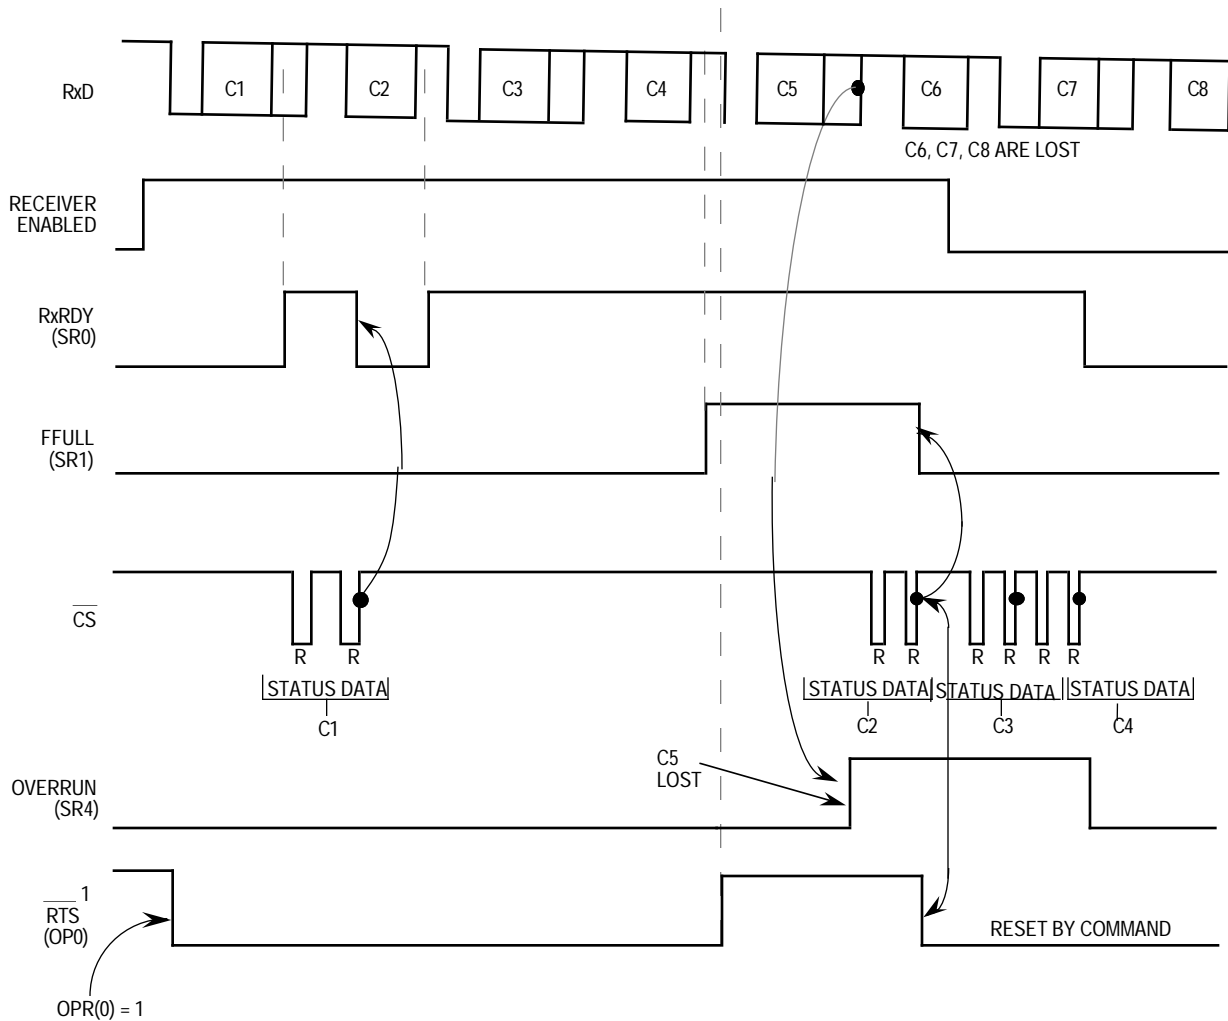 RxD
C1
C2
C3
C4
C5
C6
C7
C8
C6, C7, C8 ARE LOST
RECEIVER
ENABLED
RxRDY
(SR0)
FFULL
(SR1)
CS
R
R
R
R
R
R
R
R
STATUS DATA
C1
STATUS DATA
C2
STATUS DATA
C3
STATUS DATA
C4
C5
LOST
OVERRUN
(SR4)
RTS 1
(OP0)
RESET BY COMMAND
OPR(0) = 1